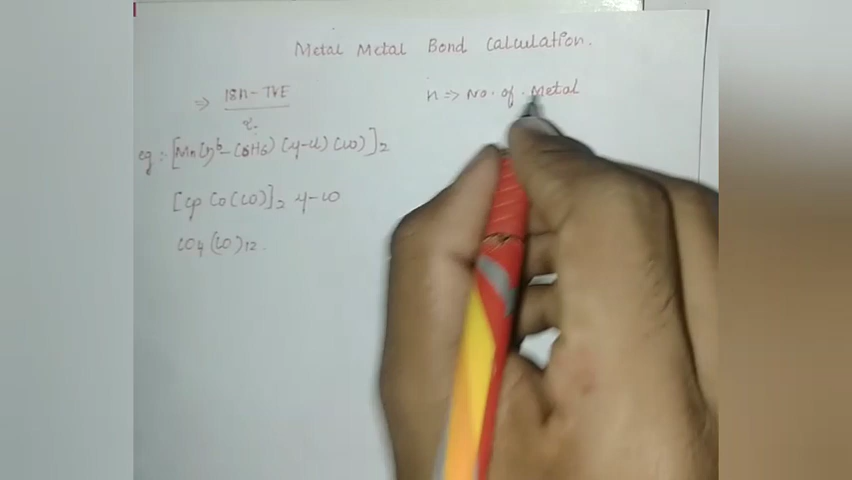 Metal Metal Bond Calculation.
⇒ 18n - TVE
2.
n ⇒ No. of. Metal
eg :- [Mn(η⁶-C6H6) (μ-Cl) (CO)]2
[Cp Co(CO)]2 μ-CO
CO4 (CO)12.